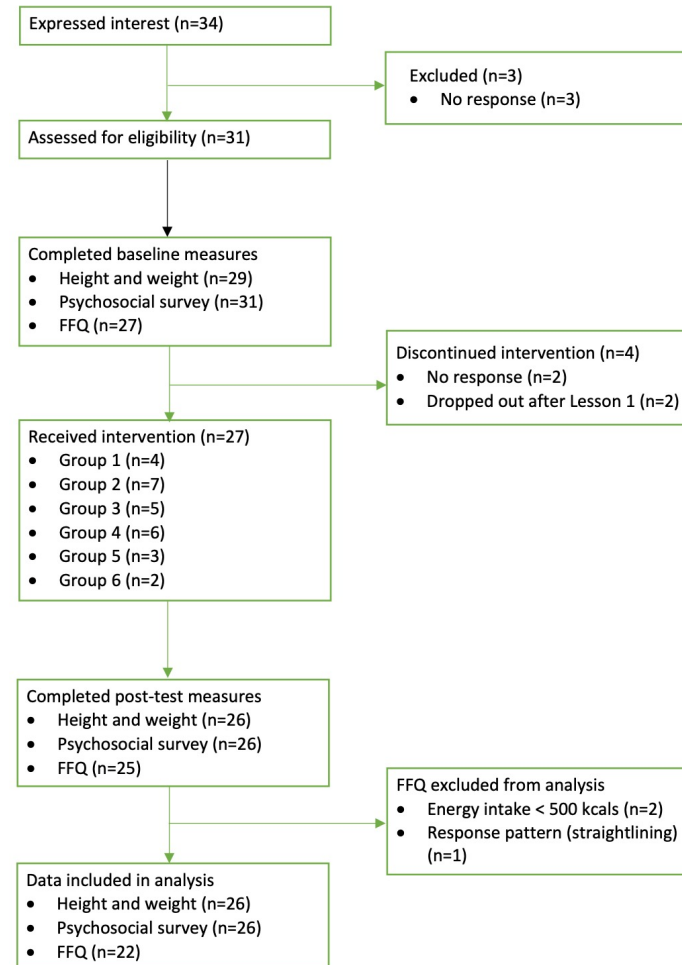 Expressed interest (n=34)
Excluded (n=3)
• No response (n=3)
Assessed for eligibility (n=31)
Completed baseline measures
• Height and weight (n=29)
• Psychosocial survey (n=31)
• FFQ (n=27)
Discontinued intervention (n=4)
• No response (n=2)
• Dropped out after Lesson 1 (n=2)
Received intervention (n=27)
• Group 1 (n=4)
• Group 2 (n=7)
• Group 3 (n=5)
• Group 4 (n=6)
• Group 5 (n=3)
• Group 6 (n=2)
Completed post-test measures
• Height and weight (n=26)
• Psychosocial survey (n=26)
• FFQ (n=25)
FFQ excluded from analysis
• Energy intake < 500 kcals (n=2)
• Response pattern (straightlining)
(n=1)
Data included in analysis
• Height and weight (n=26)
• Psychosocial survey (n=26)
• FFQ (n=22)